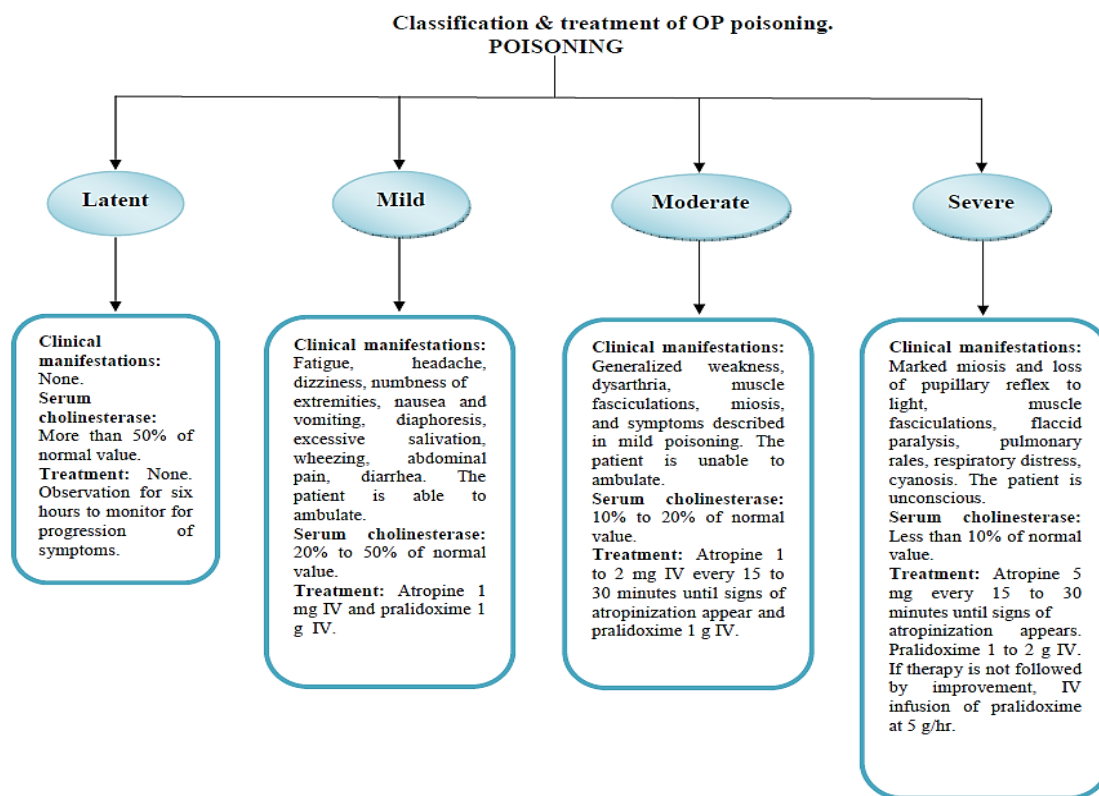 Classification & treatment of OP poisoning.
POISONING
Latent
Mild
Moderate
Severe
Clinical
manifestations:
None.
Serum
cholinesterase:
More than 50% of
normal value.
Treatment: None.
Observation for six
hours to monitor for
progression of
symptoms.
Clinical manifestations:
Fatigue, headache,
dizziness, numbness of
extremities, nausea and
vomiting, diaphoresis,
excessive salivation,
wheezing, abdominal
pain, diarrhea. The
patient is able to
ambulate.
Serum cholinesterase:
20% to 50% of normal
value.
Treatment: Atropine 1
mg IV and pralidoxime 1
g IV.
Clinical manifestations:
Generalized weakness,
dysarthria, muscle
fasciculations, miosis,
and symptoms described
in mild poisoning. The
patient is unable to
ambulate.
Serum cholinesterase:
10% to 20% of normal
value.
Treatment: Atropine 1
to 2 mg IV every 15 to
30 minutes until signs of
atropinization appear and
pralidoxime 1 g IV.
Clinical manifestations:
Marked miosis and loss
of pupillary reflex to
light, muscle
fasciculations, flaccid
paralysis, pulmonary
rales, respiratory distress,
cyanosis. The patient is
unconscious.
Serum cholinesterase:
Less than 10% of normal
value.
Treatment: Atropine 5
mg every 15 to 30
minutes until signs of
atropinization appears.
Pralidoxime 1 to 2 g IV.
If therapy is not followed
by improvement, IV
infusion of pralidoxime
at 5 g/hr.